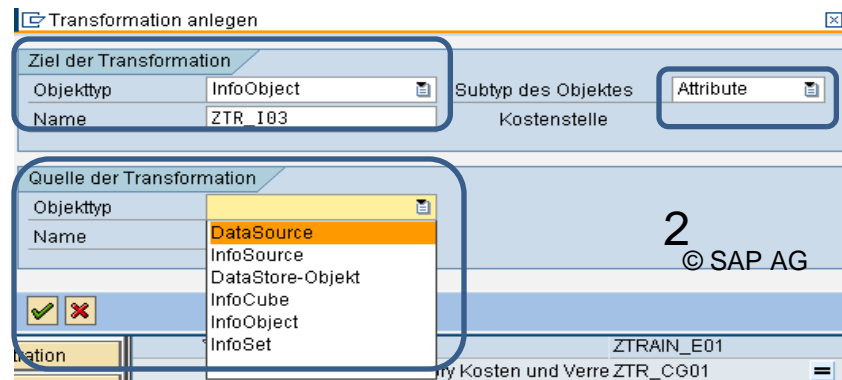 Transformation anlegen
Ziel der Transformation
Objekttyp InfoObject Subtyp des Objektes Attribute
Name ZTR_I03 Kostenstelle
Quelle der Transformation
Objekttyp
Name
DataSource
InfoSource
DataStore-Objekt
InfoCube
InfoObject
InfoSet
2
© SAP AG
tration
ZTRAIN_E01
Kosten und Verre ZTR_CG01